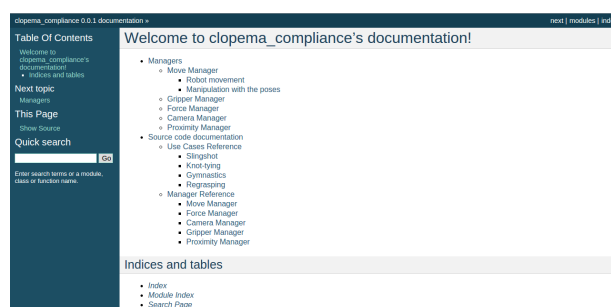 clopema_compliance 0.0.1 documentation »
next | modules |
Table Of Contents
Welcome to
clopema_compliance's
documentation!
Indices and tables
Next topic
Managers
This Page
Show Source
Quick search
Go
Enter search terms or a module,
class or function name.
Welcome to clopema_compliance's documentation!
Managers
Move Manager
Robot movement
Manipulation with the poses
Gripper Manager
Force Manager
Camera Manager
Proximity Manager
Source code documentation
Use Cases Reference
Slingshot
Knot-tying
Gymnastics
Regrasping
Manager Reference
Move Manager
Force Manager
Camera Manager
Gripper Manager
Proximity Manager
Indices and tables
Index
Module Index
Search Page